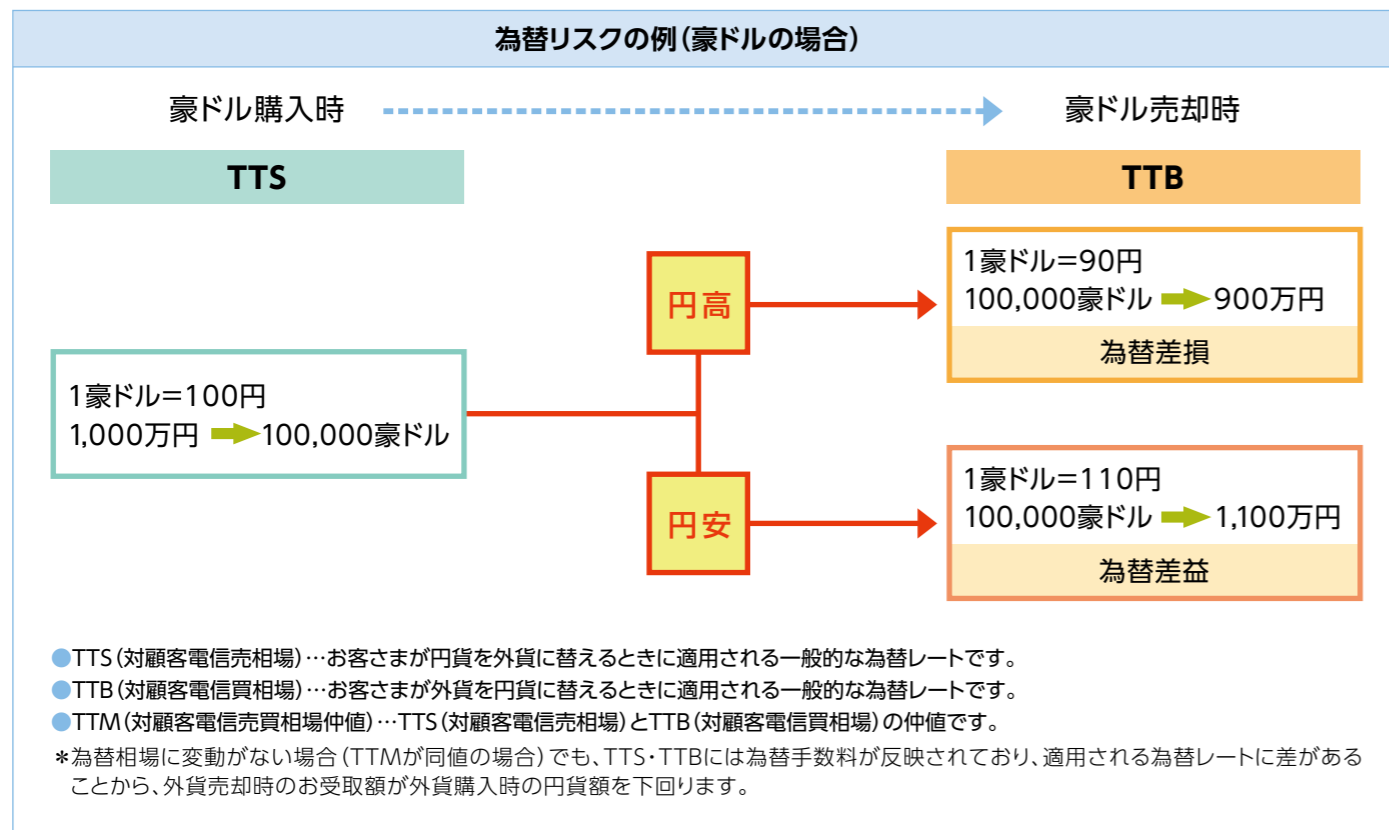 為替リスクの例（豪ドルの場合）
豪ドル購入時
豪ドル売却時
TTS
TTB
1豪ドル＝100円
1,000万円 ➡ 100,000豪ドル
円高
1豪ドル＝90円
100,000豪ドル ➡ 900万円
為替差損
円安
1豪ドル＝110円
100,000豪ドル ➡ 1,100万円
為替差益
●TTS（対顧客電信売相場）…お客さまが円貨を外貨に替えるときに適用される一般的な為替レートです。
●TTB（対顧客電信買相場）…お客さまが外貨を円貨に替えるときに適用される一般的な為替レートです。
●TTM（対顧客電信売買相場仲値）…TTS（対顧客電信売相場）とTTB（対顧客電信買相場）の仲値です。
＊為替相場に変動がない場合（TTMが同値の場合）でも、TTS・TTBには為替手数料が反映されており、適用される為替レートに差がある
ことから、外貨売却時のお受取額が外貨購入時の円貨額を下回ります。